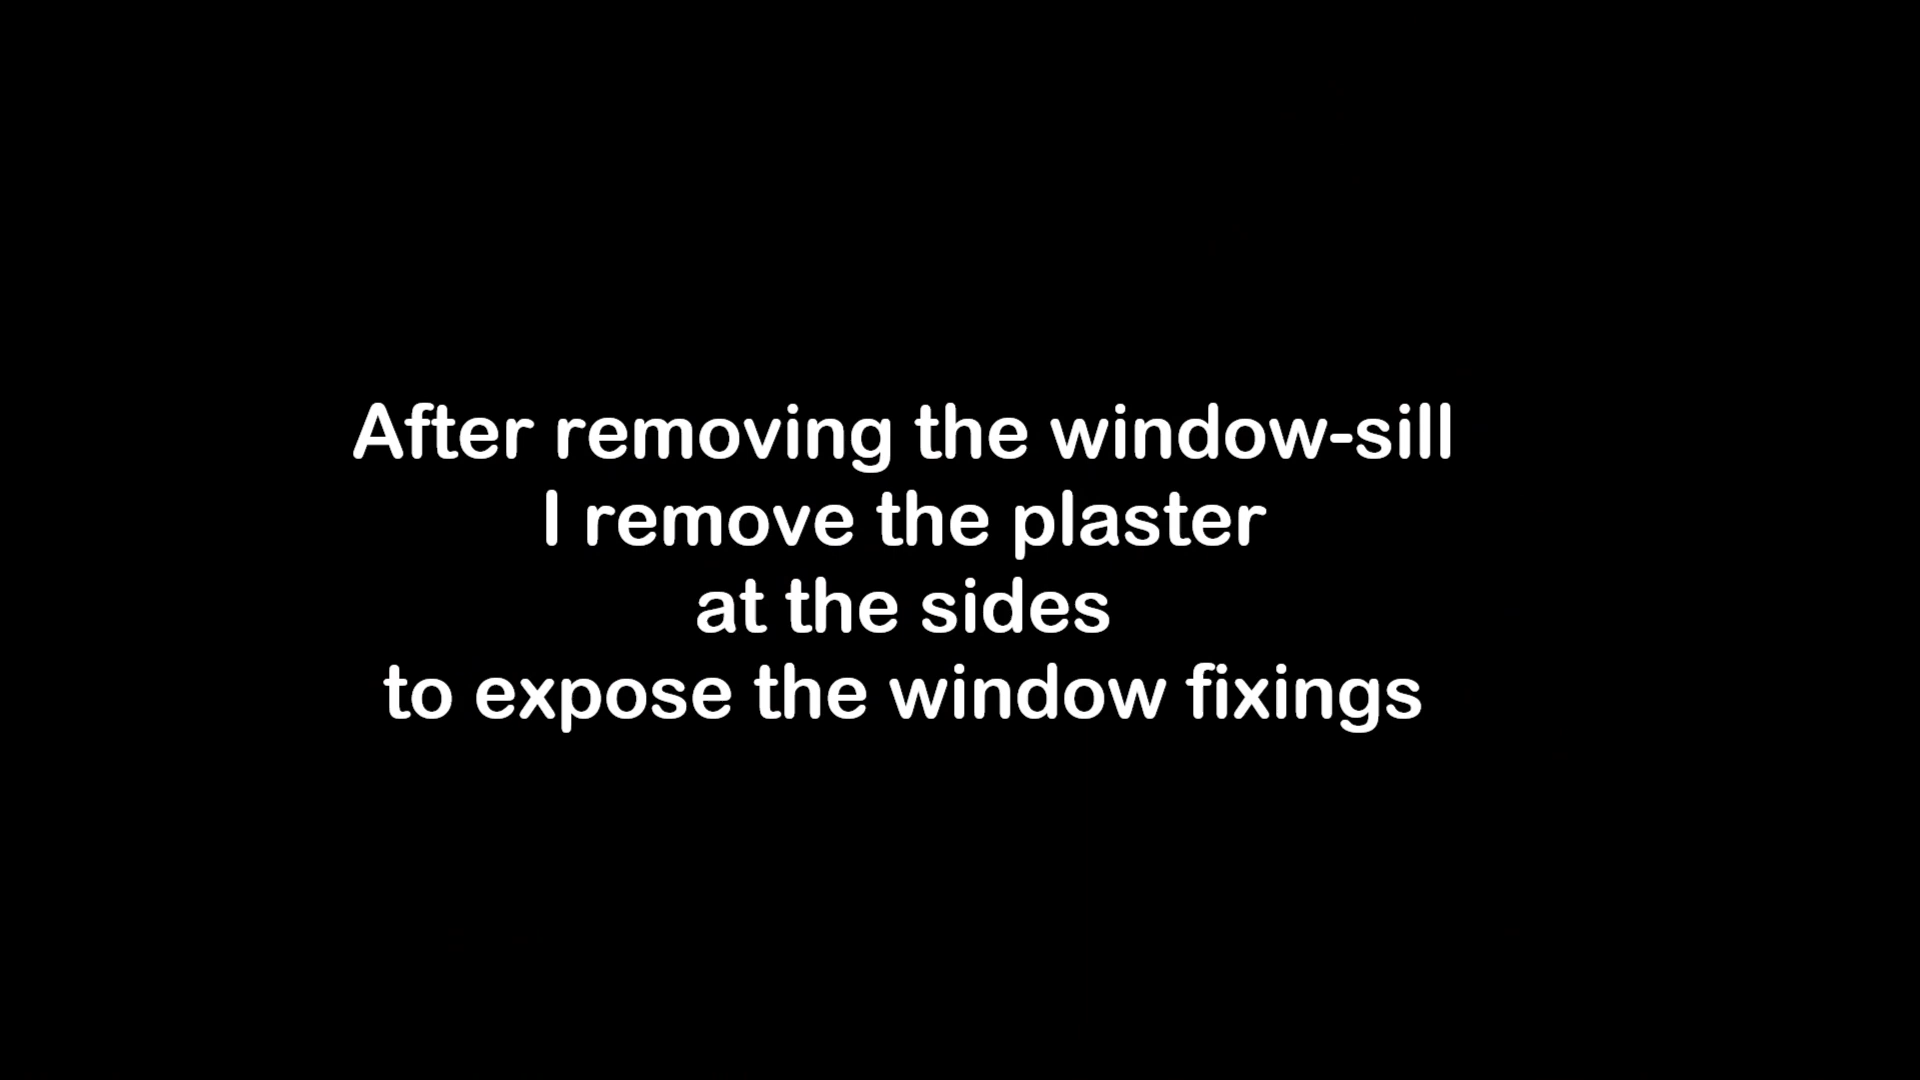 After removing the window-sill
I remove the plaster
at the sides
to expose the window fixings